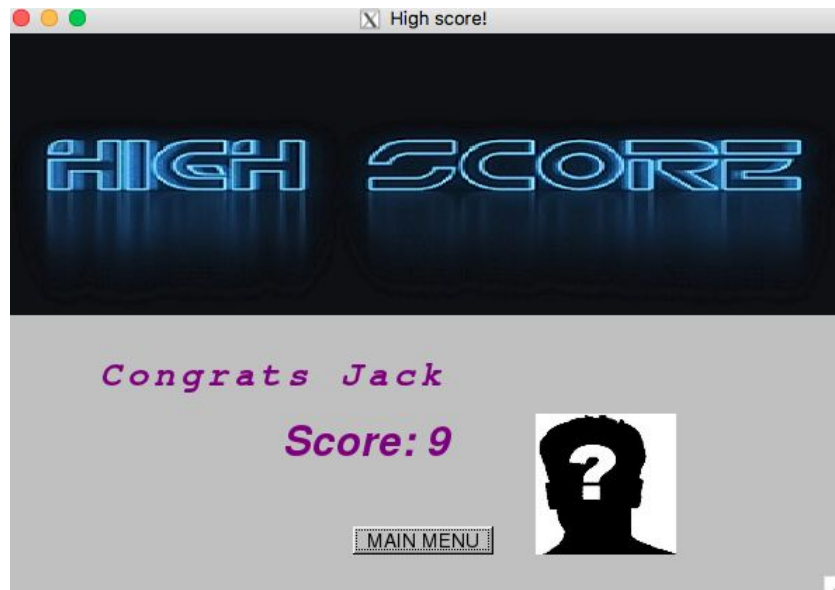 High score!
HIGH SCORE
Congrats Jack
Score: 9
?
MAIN MENU